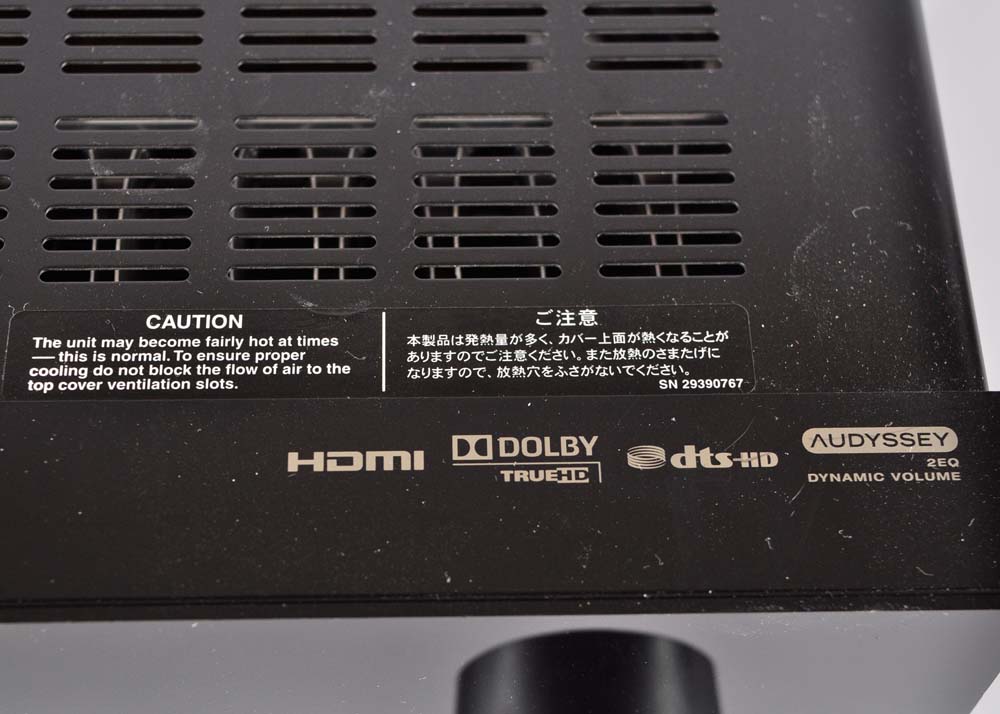 CAUTION
The unit may become fairly hot at times
— this is normal. To ensure proper
cooling do not block the flow of air to the
top cover ventilation slots.
ご注意
本製品は発熱量が多く、カバー上面が熱くなることが
ありますのでご注意ください。また放熱のさまたげに
なりますので、放熱穴をふさがないでください。
SN 29390767
HDMI
DOLBY
TRUEHD
dts-HD
AUDYSSEY
2EQ
DYNAMIC VOLUME